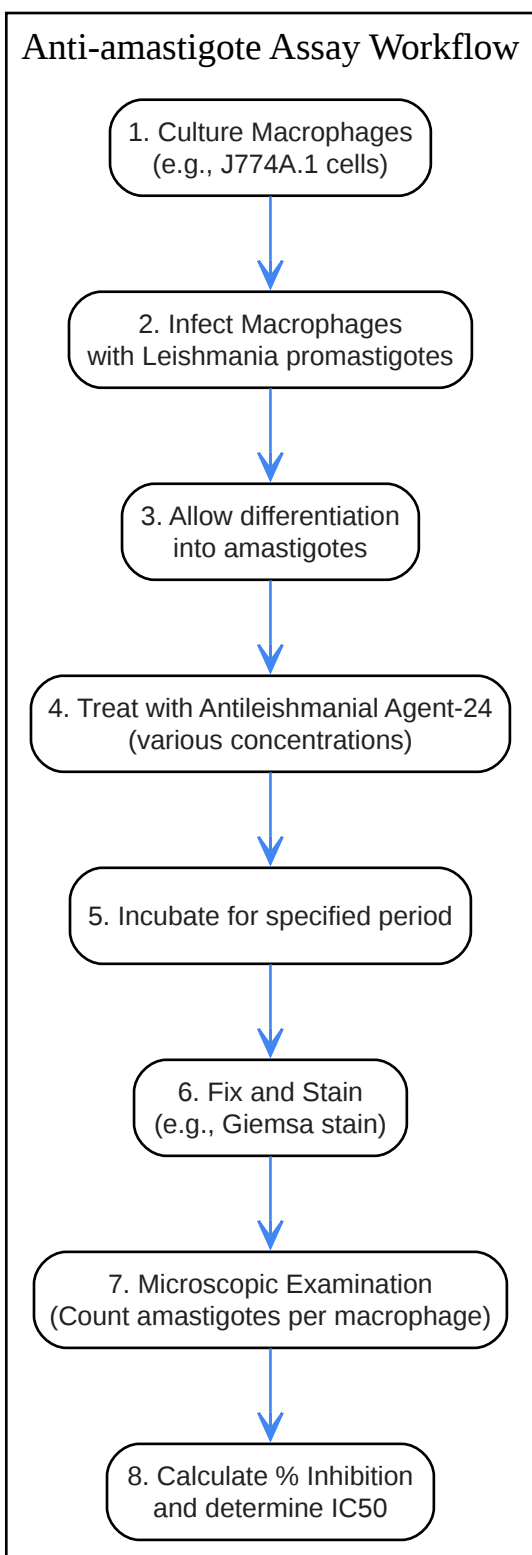 Anti-amastigote Assay Workflow
1. Culture Macrophages
(e.g., J774A.1 cells)
2. Infect Macrophages
with Leishmania promastigotes
3. Allow differentiation
into amastigotes
4. Treat with Antileishmanial Agent-24
(various concentrations)
5. Incubate for specified period
6. Fix and Stain
(e.g., Giemsa stain)
7. Microscopic Examination
(Count amastigotes per macrophage)
8. Calculate % Inhibition
and determine IC50